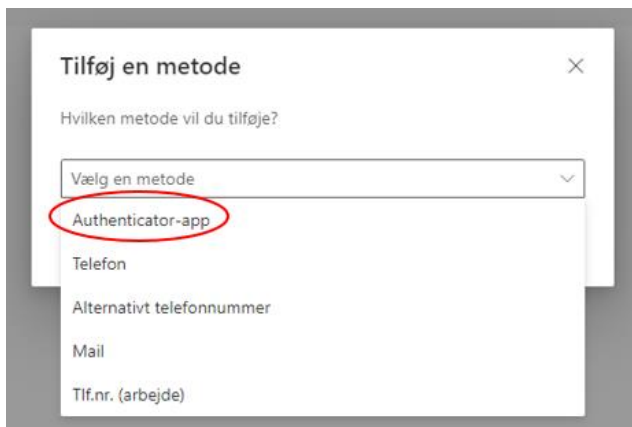 Tilføj en metode
Hvilken metode vil du tilføje?
Vælg en metode
Authenticator-app
Telefon
Alternativt telefonnummer
Mail
Tlf.nr. (arbejde)